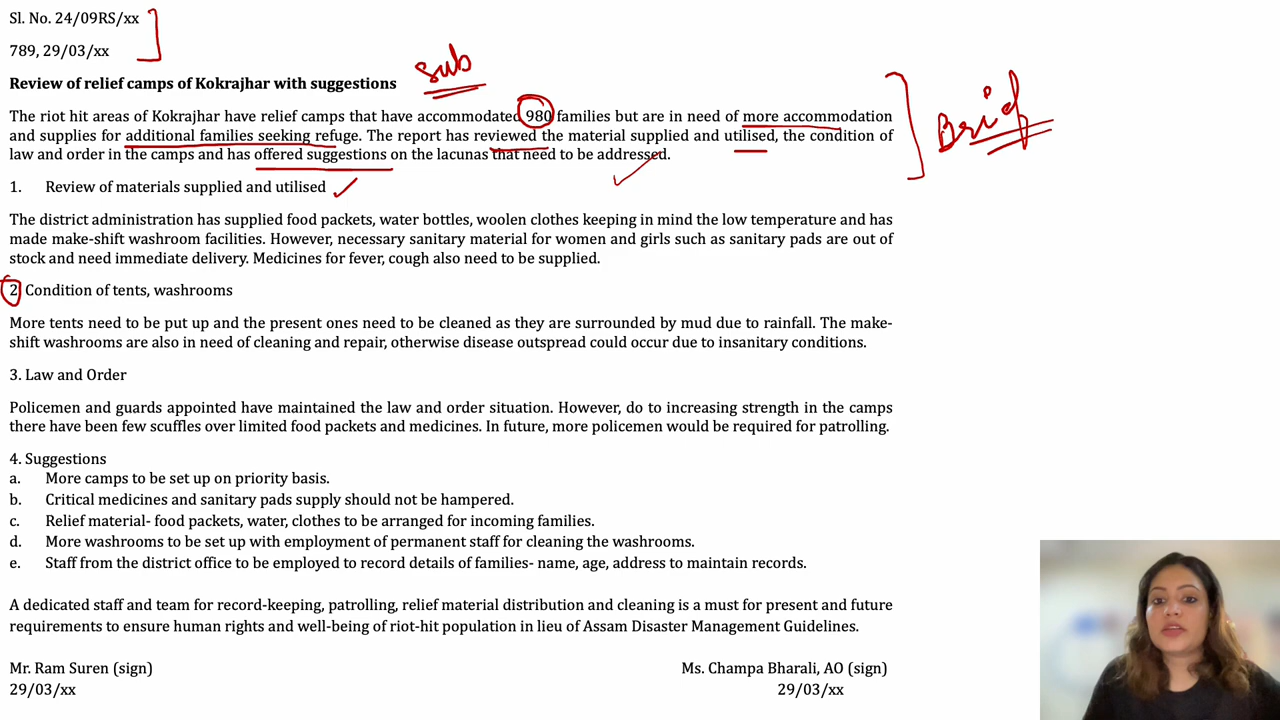 Sl. No. 24/09RS/xx
789, 29/03/xx
Review of relief camps of Kokrajhar with suggestions
Sub
The riot hit areas of Kokrajhar have relief camps that have accommodated 980 families but are in need of more accommodation
and supplies for additional families seeking refuge. The report has reviewed the material supplied and utilised, the condition of
law and order in the camps and has offered suggestions on the lacunas that need to be addressed.
Brief
1. Review of materials supplied and utilised
The district administration has supplied food packets, water bottles, woolen clothes keeping in mind the low temperature and has
made make-shift washroom facilities. However, necessary sanitary material for women and girls such as sanitary pads are out of
stock and need immediate delivery. Medicines for fever, cough also need to be supplied.
2 Condition of tents, washrooms
More tents need to be put up and the present ones need to be cleaned as they are surrounded by mud due to rainfall. The make-
shift washrooms are also in need of cleaning and repair, otherwise disease outspread could occur due to insanitary conditions.
3. Law and Order
Policemen and guards appointed have maintained the law and order situation. However, do to increasing strength in the camps
there have been few scuffles over limited food packets and medicines. In future, more policemen would be required for patrolling.
4. Suggestions
a. More camps to be set up on priority basis.
b. Critical medicines and sanitary pads supply should not be hampered.
c. Relief material- food packets, water, clothes to be arranged for incoming families.
d. More washrooms to be set up with employment of permanent staff for cleaning the washrooms.
e. Staff from the district office to be employed to record details of families- name, age, address to maintain records.
A dedicated staff and team for record-keeping, patrolling, relief material distribution and cleaning is a must for present and future
requirements to ensure human rights and well-being of riot-hit population in lieu of Assam Disaster Management Guidelines.
Mr. Ram Suren (sign) Ms. Champa Bharali, AO (sign)
29/03/xx 29/03/xx